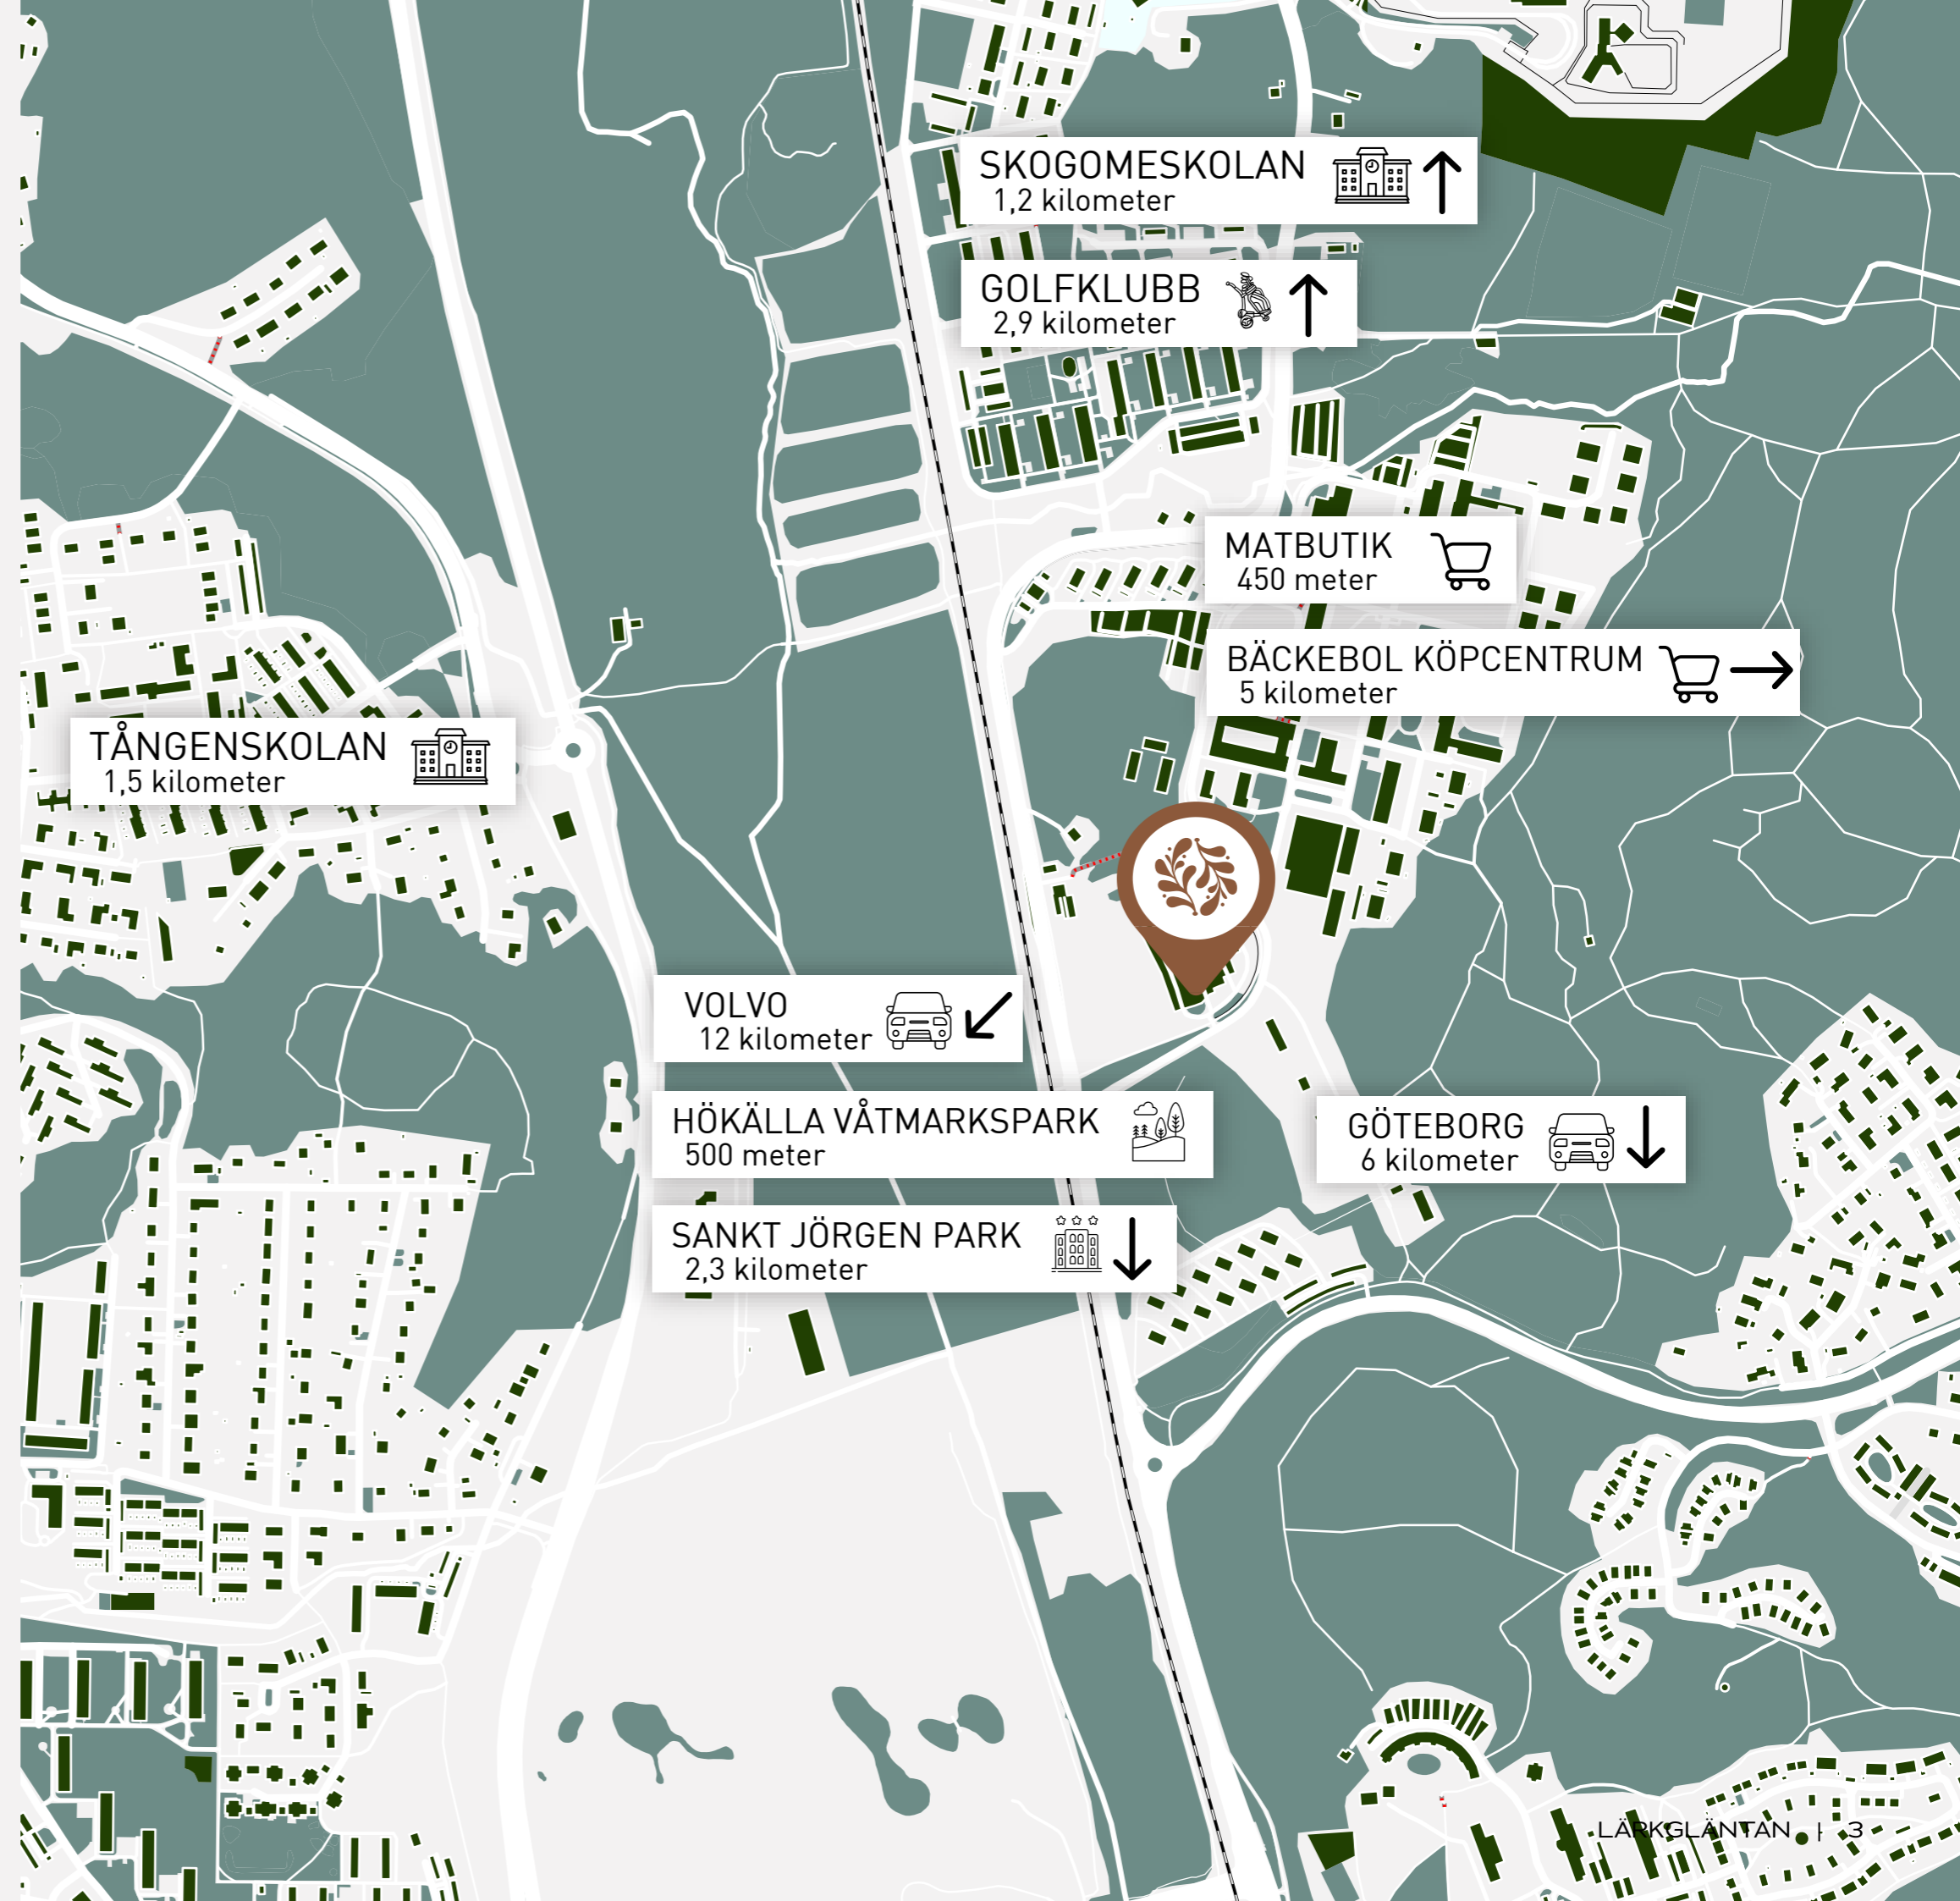 SKOGOMESKOLAN
1,2 kilometer
GOLFKLUBB
2,9 kilometer
MATBUTIK
450 meter
BÄCKEBOL KÖPCENTRUM
5 kilometer
TÅNGENSKOLAN
1,5 kilometer
VOLVO
12 kilometer
HÖKÄLLA VÅTMARKSPARK
500 meter
GÖTEBORG
6 kilometer
SANKT JÖRGEN PARK
2,3 kilometer
LÄRKGLÄNTAN | 3